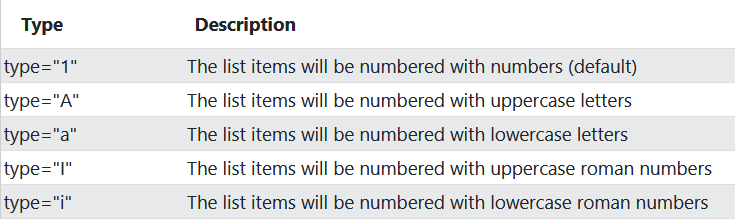 Type Description
type="1" The list items will be numbered with numbers (default)
type="A" The list items will be numbered with uppercase letters
type="a" The list items will be numbered with lowercase letters
type="I" The list items will be numbered with uppercase roman numbers
type="i" The list items will be numbered with lowercase roman numbers